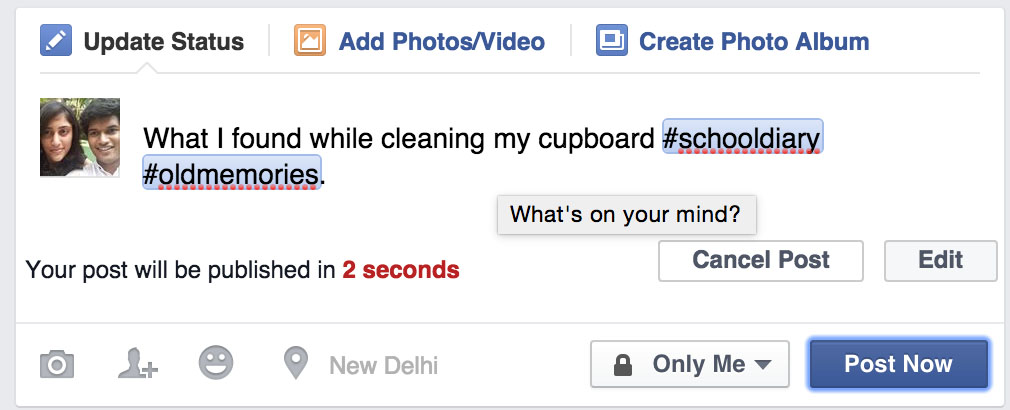 Update Status Add Photos/Video Create Photo Album
What I found while cleaning my cupboard #schooldiary
#oldmemories.
What's on your mind?
Your post will be published in 2 seconds Cancel Post Edit
New Delhi Only Me Post Now